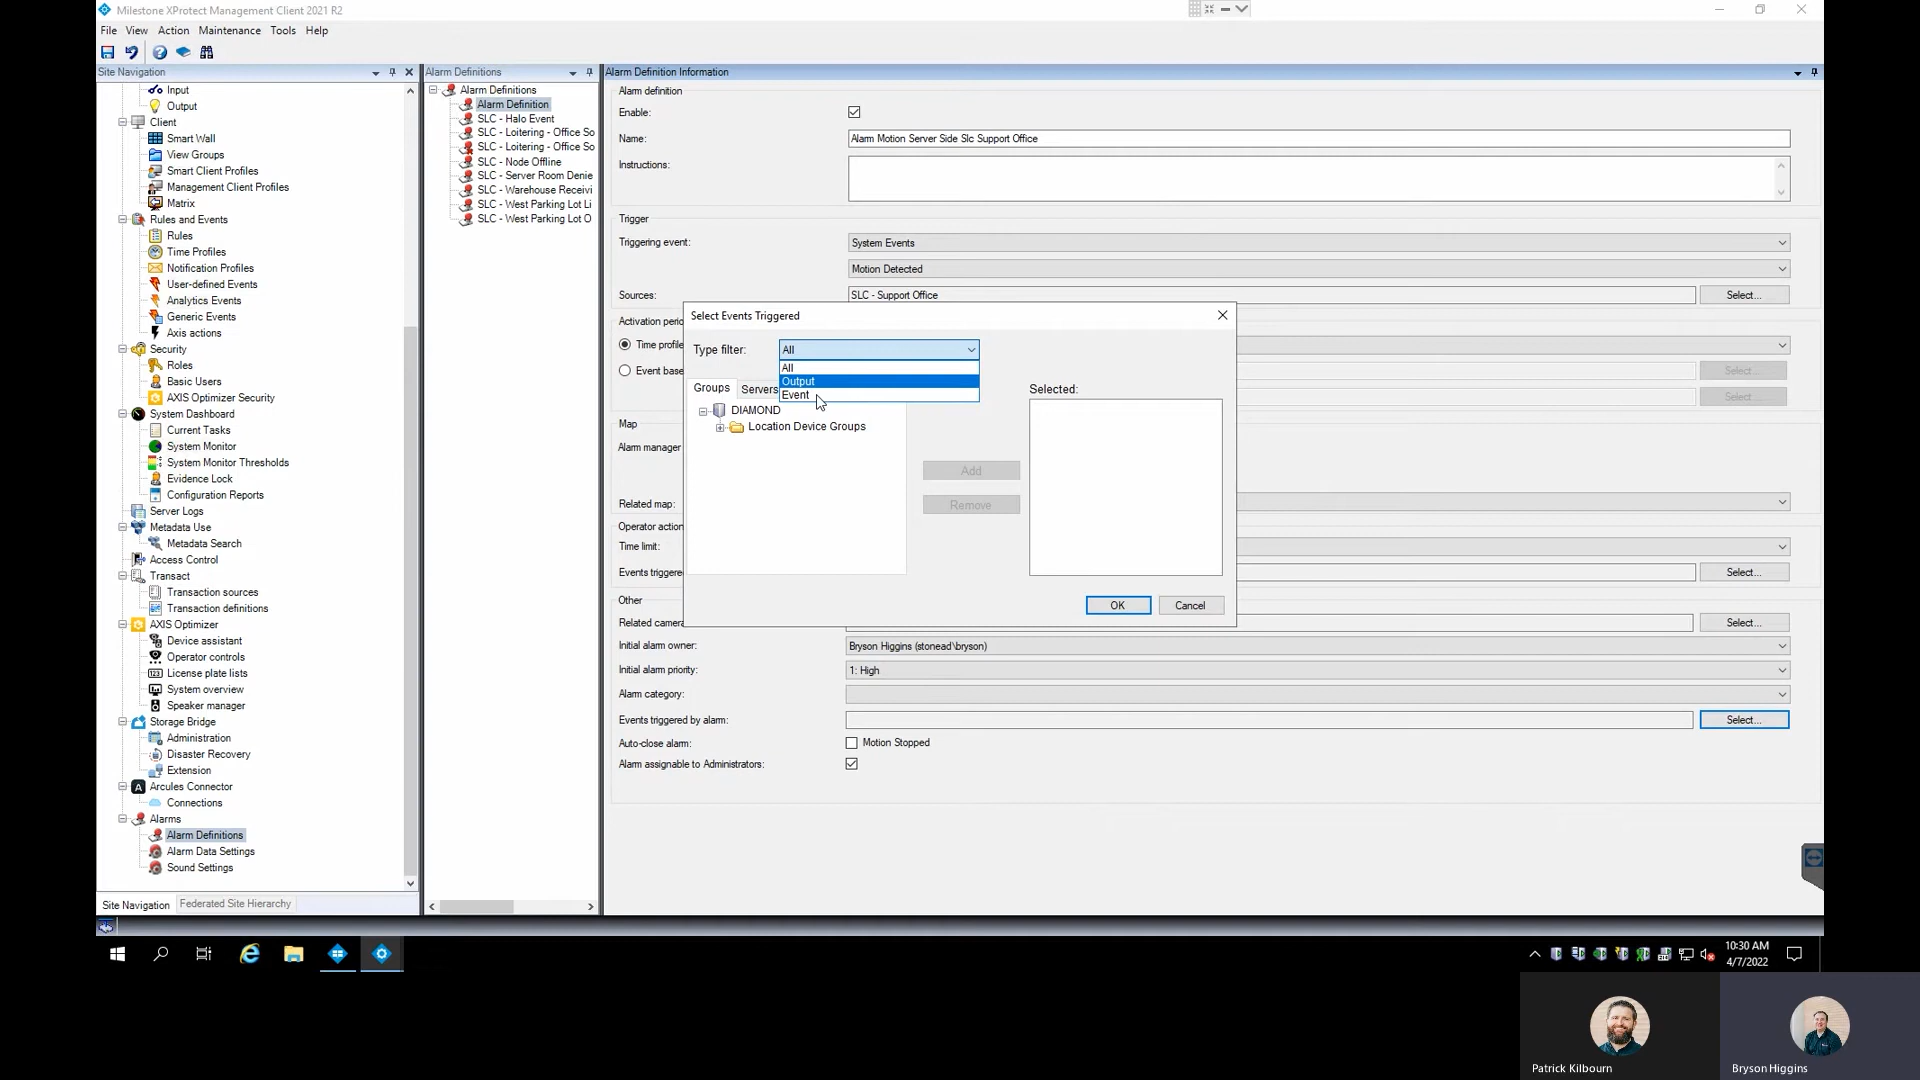 Milestone XProtect Management Client 2021 R2
File View Action Maintenance Tools Help
Site Navigation
Input
Output
Client
Smart Wall
View Groups
Smart Client Profiles
Management Client Profiles
Matrix
Rules and Events
Rules
Time Profiles
Notification Profiles
User-defined Events
Analytics Events
Generic Events
Axis actions
Security
Roles
Basic Users
AXIS Optimizer Security
System Dashboard
Current Tasks
System Monitor
System Monitor Thresholds
Evidence Lock
Configuration Reports
Server Logs
Metadata Use
Metadata Search
Access Control
Transact
Transaction sources
Transaction definitions
AXIS Optimizer
Device assistant
Operator controls
License plate lists
System overview
Speaker manager
Storage Bridge
Administration
Disaster Recovery
Extension
Arcules Connector
Connections
Alarms
Alarm Definitions
Alarm Data Settings
Sound Settings
Site Navigation Federated Site Hierarchy
Alarm Definitions
Alarm Definitions
Alarm Definition
SLC - Halo Event
SLC - Loitering - Office So
SLC - Loitering - Office So
SLC - Node Offline
SLC - Server Room Denie
SLC - Warehouse Receivi
SLC - West Parking Lot Li
SLC - West Parking Lot O
Alarm Definition Information
Alarm definition
Enable:
Name: Alarm Motion Server Side Slc Support Office
Instructions:
Trigger
Triggering event: System Events
Motion Detected
Sources: SLC - Support Office Select...
Activation perio
Time profile
Event base Select...
Select...
Map
Alarm manager
Related map:
Operator action
Time limit:
Events triggere Select...
Other
Related camera Select...
Initial alarm owner: Bryson Higgins (stonead\bryson)
Initial alarm priority: 1: High
Alarm category:
Events triggered by alarm: Select...
Auto-close alarm: Motion Stopped
Alarm assignable to Administrators:
Select Events Triggered
Type filter: All
All
Output
Event
Groups Servers
DIAMOND
Location Device Groups
Selected:
Add
Remove
OK Cancel
10:30 AM
4/7/2022
Patrick Kilbourn
Bryson Higgins